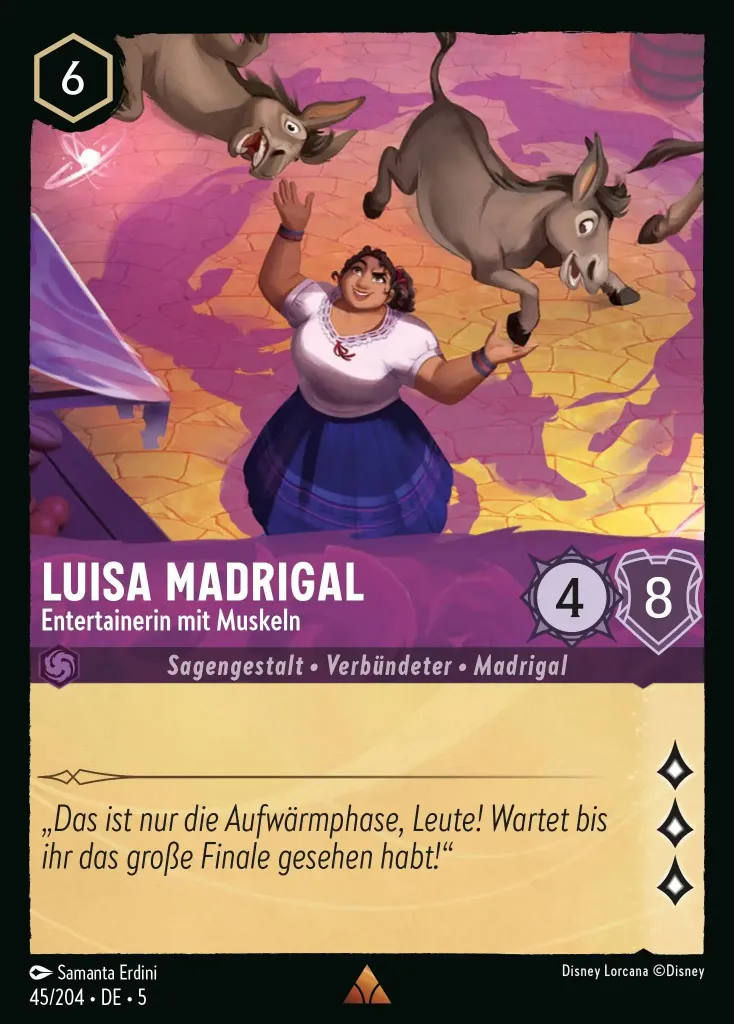 6
LUISA MADRIGAL
Entertainerin mit Muskeln
4
8
Sagengestalt • Verbündeter • Madrigal
„Das ist nur die Aufwärmphase, Leute! Wartet bis
ihr das große Finale gesehen habt!“
Samanta Erdini
45/204 • DE • 5
Disney Lorcana ©Disney